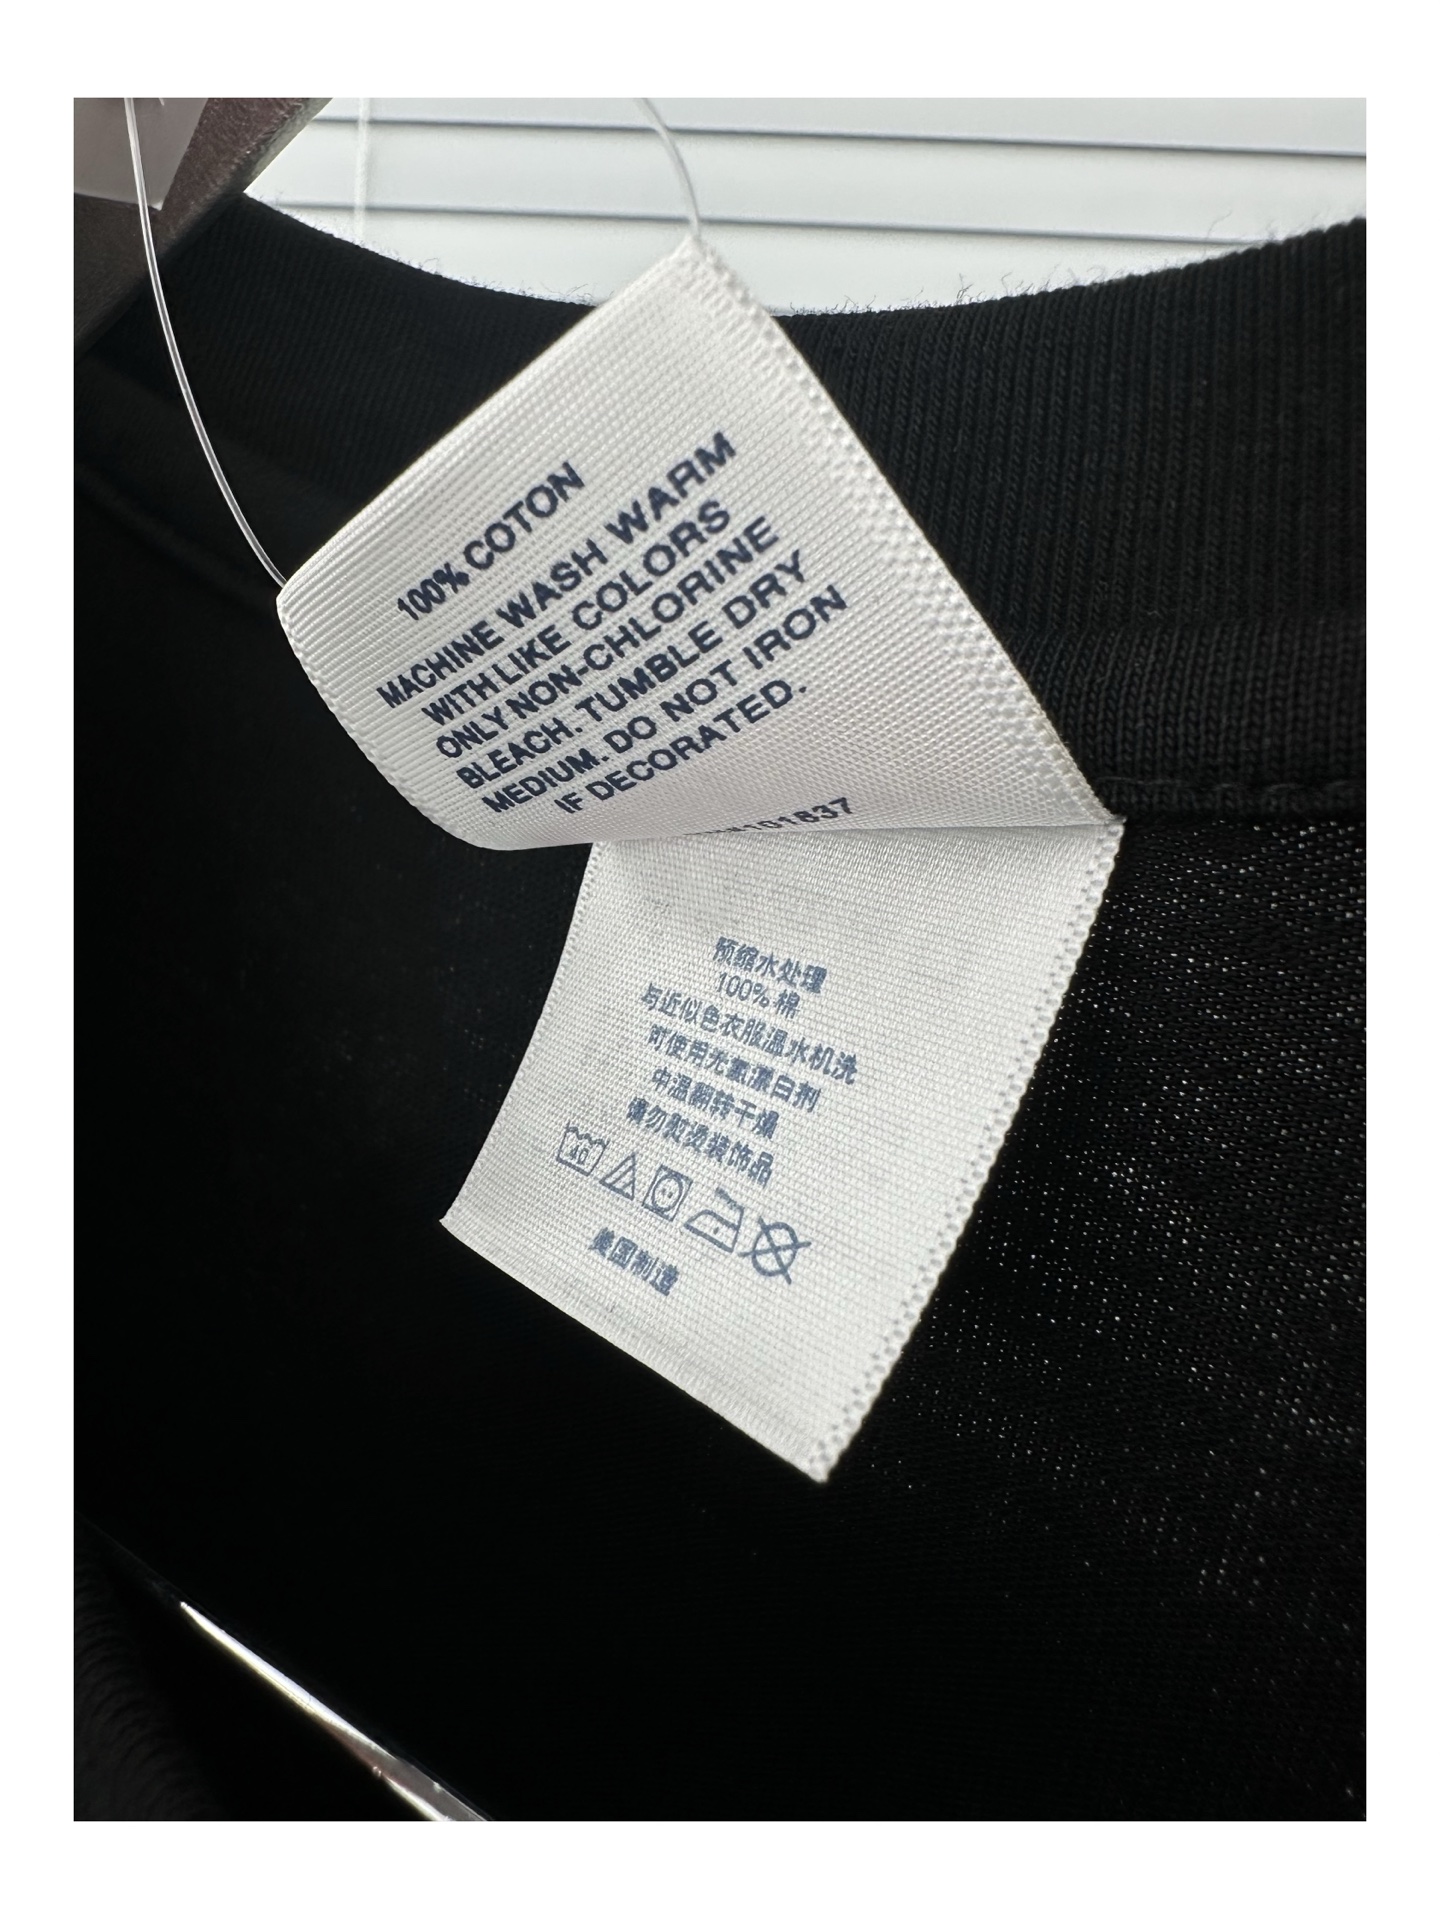 100% COTON
MACHINE WASH WARM
WITH LIKE COLORS
ONLY NON-CHLORINE
BLEACH. TUMBLE DRY
MEDIUM. DO NOT IRON
IF DECORATED.
101837
预缩水处理
100% 棉
与近似色衣服温水机洗
可使用无氯漂白剂
中温翻转干燥
请勿熨烫装饰品
40
美国制造